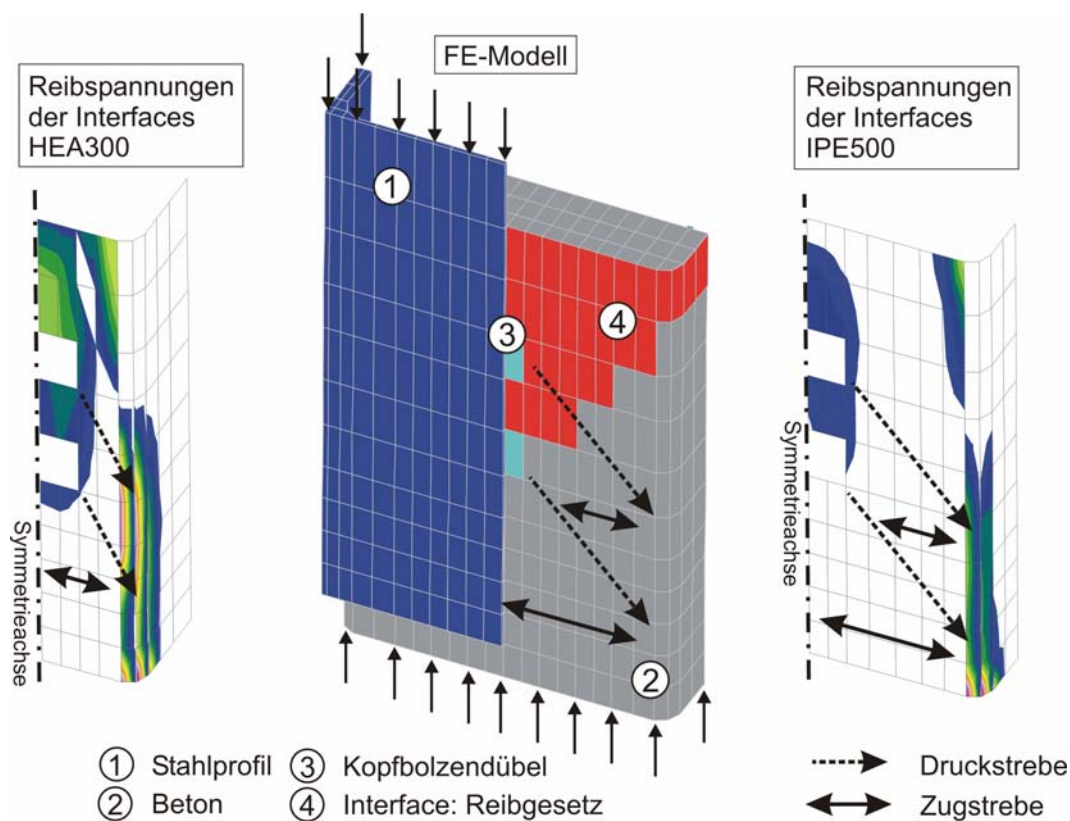 FE-Modell
Reibspannungen
der Interfaces
HEA300
Reibspannungen
der Interfaces
IPE500
1
3
4
2
Symmetrieachse
Symmetrieachse
1 Stahlprofil
2 Beton
3 Kopfbolzendübel
4 Interface: Reibgesetz
Druckstrebe
Zugstrebe